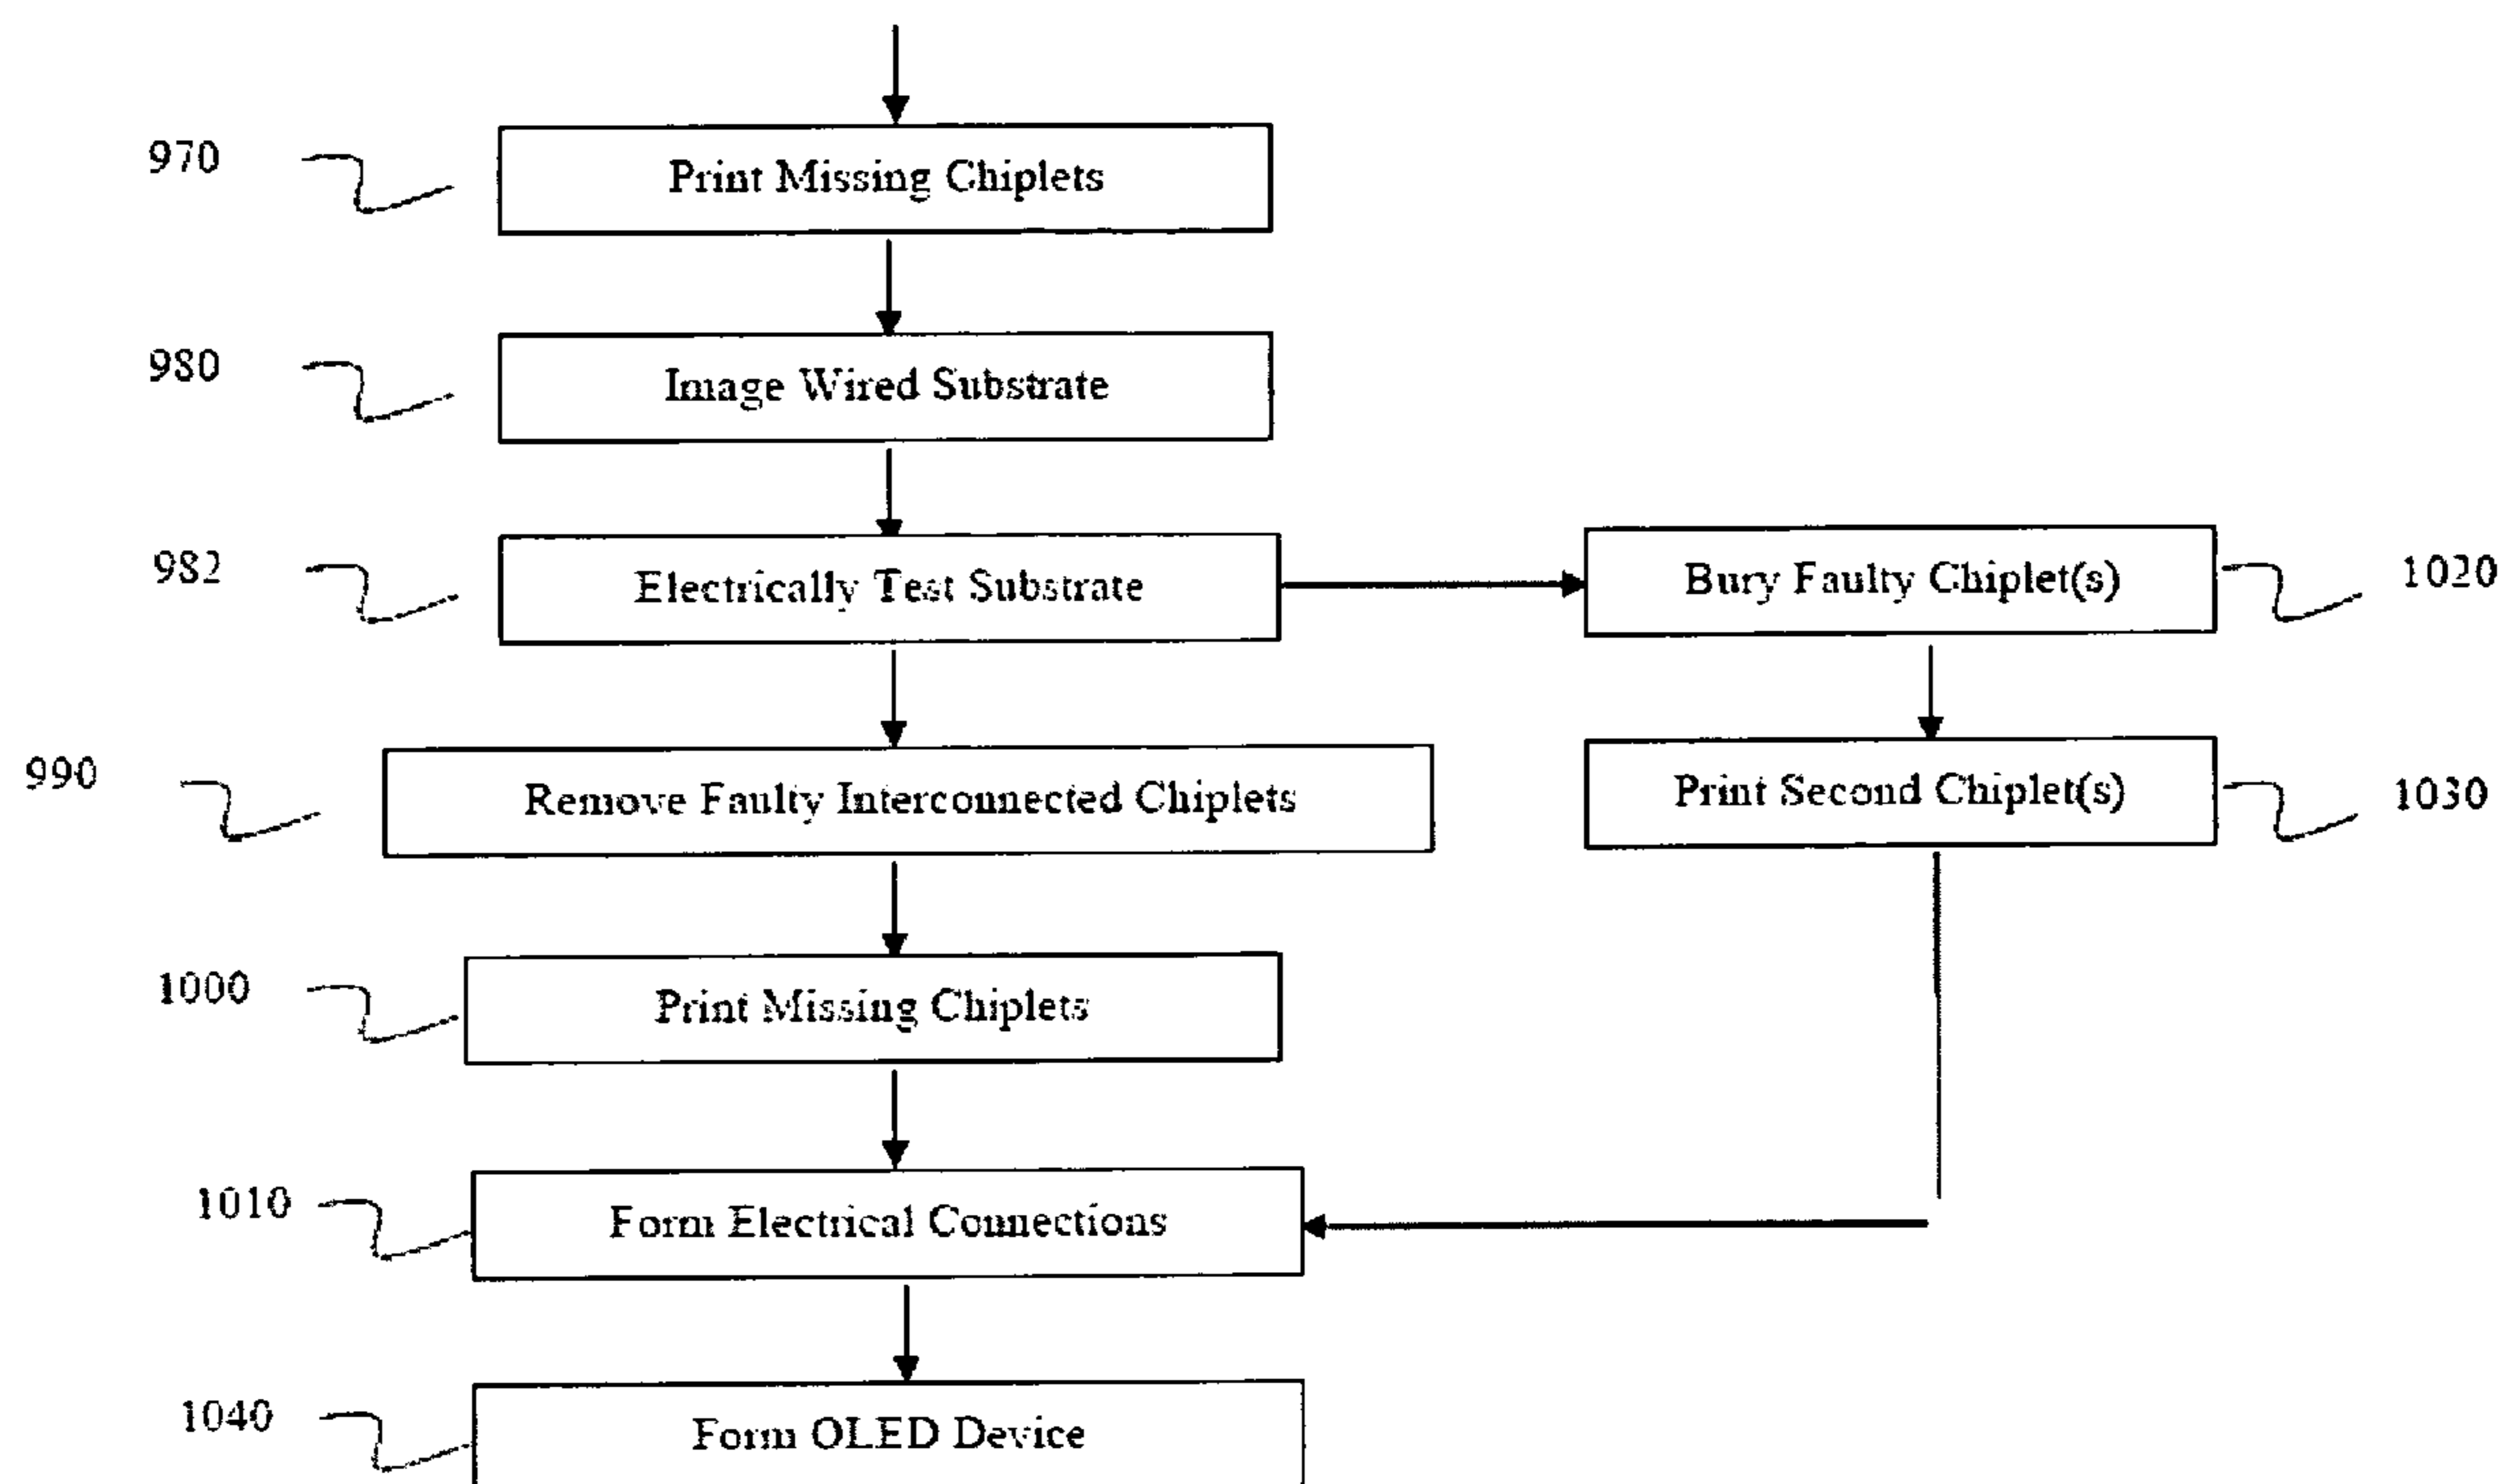 970
Print Missing Chiplets
980
Image Wired Substrate
982
Electrically Test Substrate
Bury Faulty Chiplet(s)
1020
990
Remove Faulty Interconnected Chiplets
Print Second Chiplet(s)
1030
1000
Print Missing Chiplets
1010
Form Electrical Connections
1040
Form OLED Device